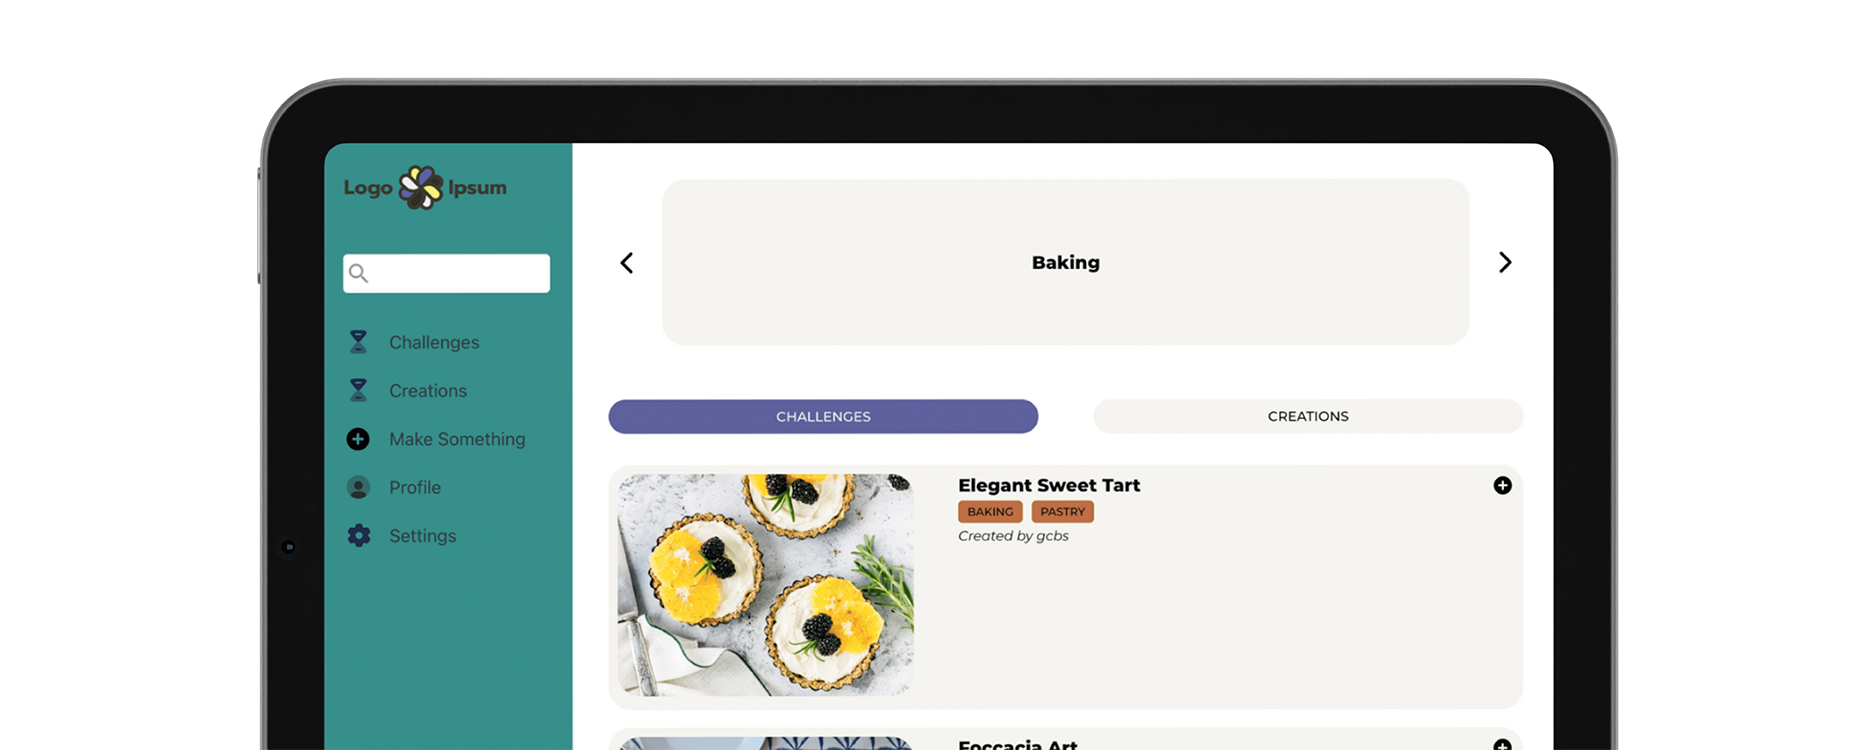 Logo Ipsum
Challenges
Creations
Make Something
Profile
Settings
Baking
CHALLENGES
CREATIONS
Elegant Sweet Tart
BAKING PASTRY
Created by gcbs
Foccacia Art